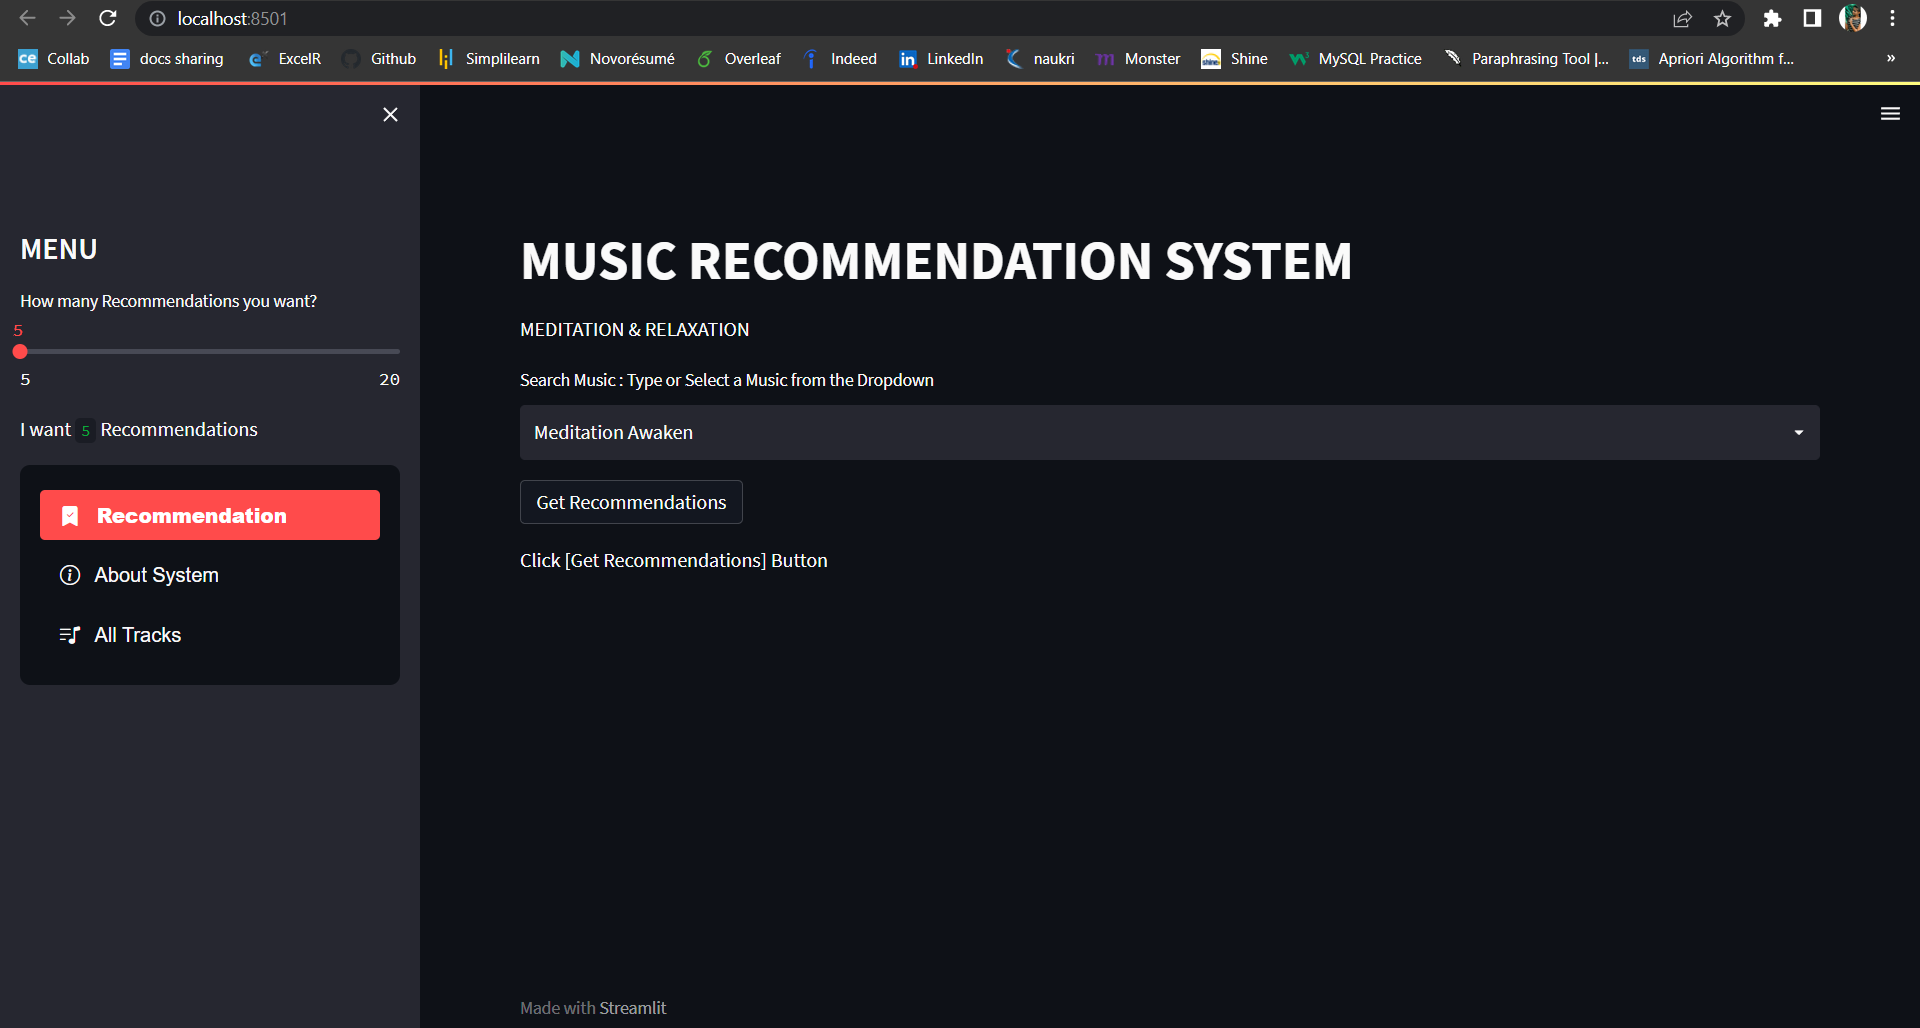 localhost:8501
Collab docs sharing ExcelR Github Simplilearn Novorésumé Overleaf Indeed LinkedIn naukri Monster Shine MySQL Practice Paraphrasing Tool |... Apriori Algorithm f... »
MENU
How many Recommendations you want?
5
5 20
I want 5 Recommendations
Recommendation
About System
All Tracks
MUSIC RECOMMENDATION SYSTEM
MEDITATION & RELAXATION
Search Music : Type or Select a Music from the Dropdown
Meditation Awaken
Get Recommendations
Click [Get Recommendations] Button
Made with Streamlit